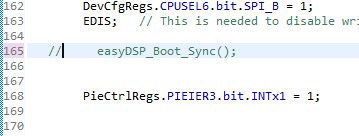 162 DevCfgRegs.CPUSEL6.bit.SPI_B = 1;
163 EDIS; // This is needed to disable wri
164
165 // easyDSP_Boot_Sync();
166
167
168 PieCtrlRegs.PIEIER3.bit.INTx1 = 1;
169
170